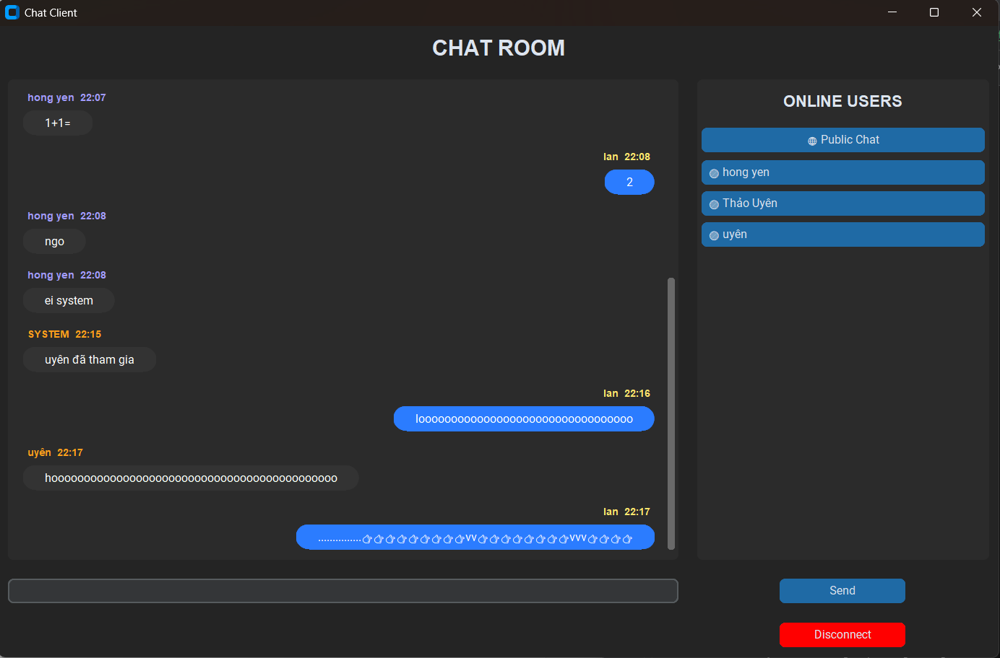 Chat Client
CHAT ROOM
hong yen 22:07
1+1=
lan 22:08
2
hong yen 22:08
ngo
hong yen 22:08
ei system
SYSTEM 22:15
uyên đã tham gia
lan 22:16
looooooooooooooooooooooooooooooooo
uyên 22:17
hoooooooooooooooooooooooooooooooooooooooooooo
lan 22:17
...............👉👉👉👉👉👉👉👉👉vv👉👉👉👉👉👉👉👉vvv👉👉👉👉
ONLINE USERS
🌐 Public Chat
hong yen
Thảo Uyên
uyên
Send
Disconnect